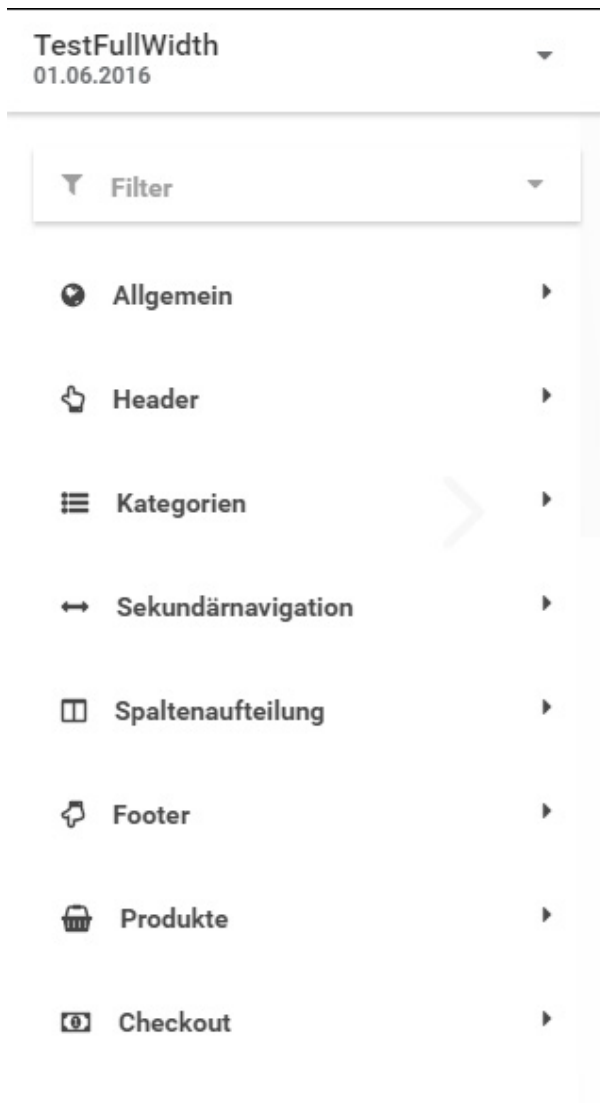 TestFullWidth
01.06.2016
Filter
Allgemein
Header
Kategorien
Sekundärnavigation
Spaltenaufteilung
Footer
Produkte
Checkout